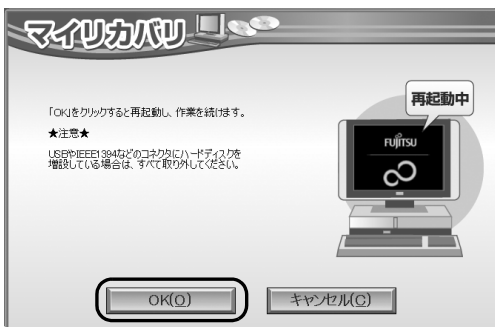 マイリカバリ
「OK」をクリックすると再起動し、作業を続けます。
★注意★
USBやIEEE1394などのコネクタにハードディスクを
増設している場合は、すべて取り外してください。
再起動中
FUJITSU
OK(O)
キャンセル(C)